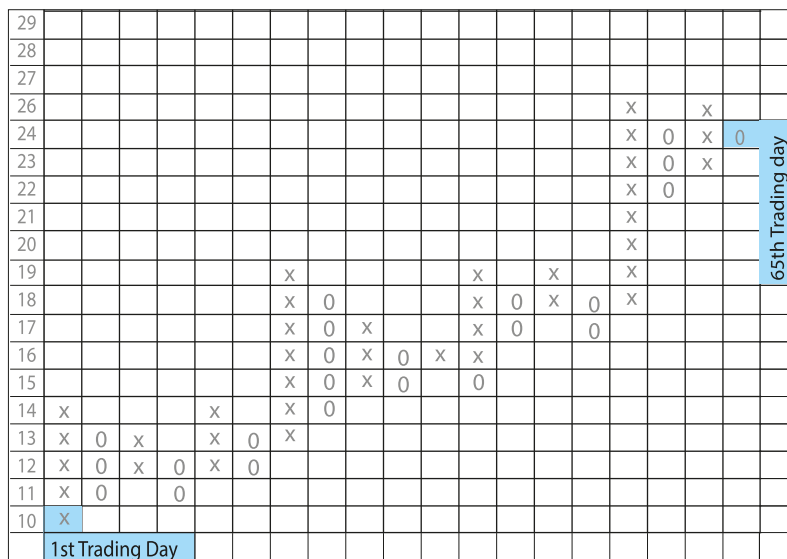 29
28
27
26 x x
24 x 0 x 0
23 x 0 x
22 x 0
21 x
20 x
19 x x x x
18 x 0 x 0 x 0 x
17 x 0 x x 0 0
16 x 0 x 0 x x
15 x 0 x 0 0
14 x x x 0
13 x 0 x x 0 x
12 x 0 x 0 x 0
11 x 0 0
10 x
1st Trading Day
65th Trading day